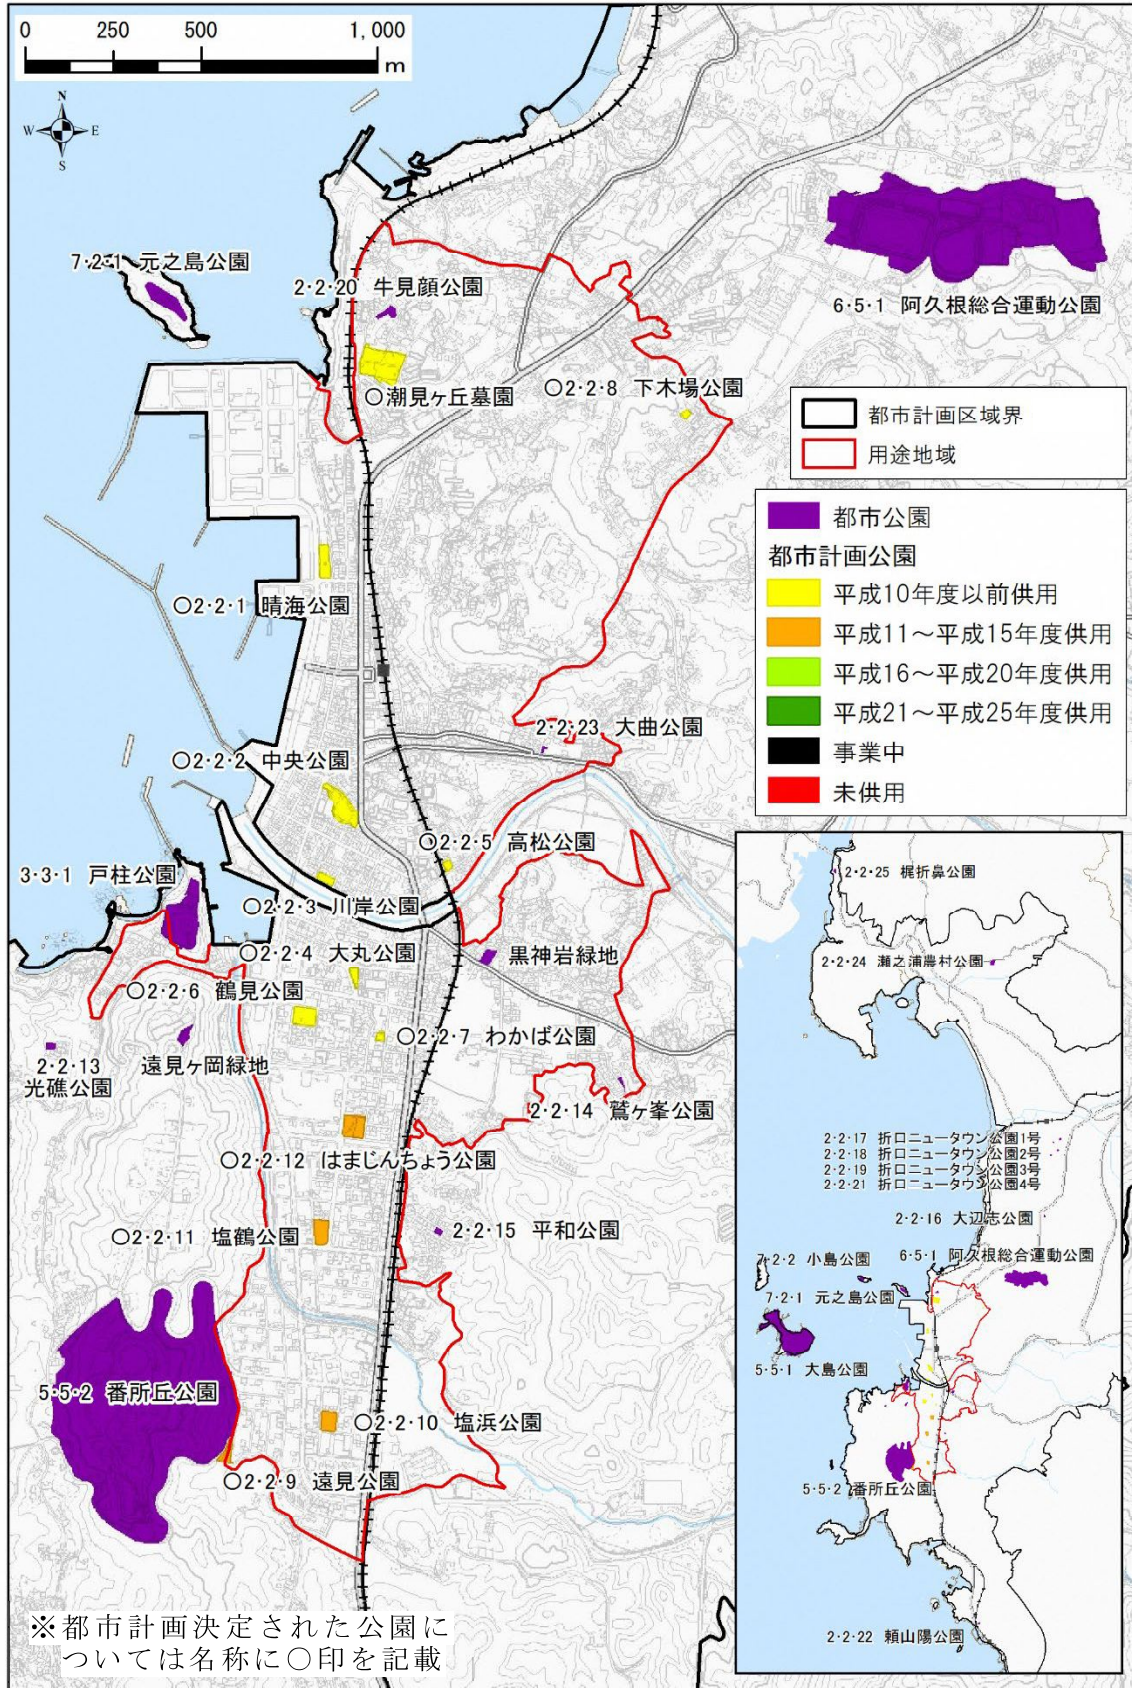 0 250 500 1,000
m
N
W E
S
7・2・1 元之島公園
2・2・20 牛見顔公園
6・5・1 阿久根総合運動公園
○潮見ヶ丘墓園
○2・2・8 下木場公園
都市計画区域界
用途地域
都市公園
都市計画公園
平成10年度以前供用
平成11～平成15年度供用
平成16～平成20年度供用
平成21～平成25年度供用
事業中
未供用
○2・2・1 晴海公園
2・2・23 大曲公園
○2・2・2 中央公園
○2・2・5 高松公園
3・3・1 戸柱公園
○2・2・3 川岸公園
○2・2・4 大丸公園
黒神岩緑地
○2・2・6 鶴見公園
○2・2・7 わかば公園
2・2・13
光礁公園
遠見ヶ岡緑地
2・2・14 鷲ヶ峯公園
○2・2・12 はまじんちょう公園
○2・2・11 塩鶴公園
2・2・15 平和公園
5・5・2 番所丘公園
○2・2・10 塩浜公園
○2・2・9 遠見公園
2・2・25 梶折鼻公園
2・2・24 瀬之浦農村公園
2・2・17 折口ニュータウン公園1号
2・2・18 折口ニュータウン公園2号
2・2・19 折口ニュータウン公園3号
2・2・21 折口ニュータウン公園4号
2・2・16 大辺志公園
6・5・1 阿久根総合運動公園
7・2・2 小島公園
7・2・1 元之島公園
5・5・1 大島公園
5・5・2 番所丘公園
2・2・22 頼山陽公園
※都市計画決定された公園に
ついては名称に○印を記載